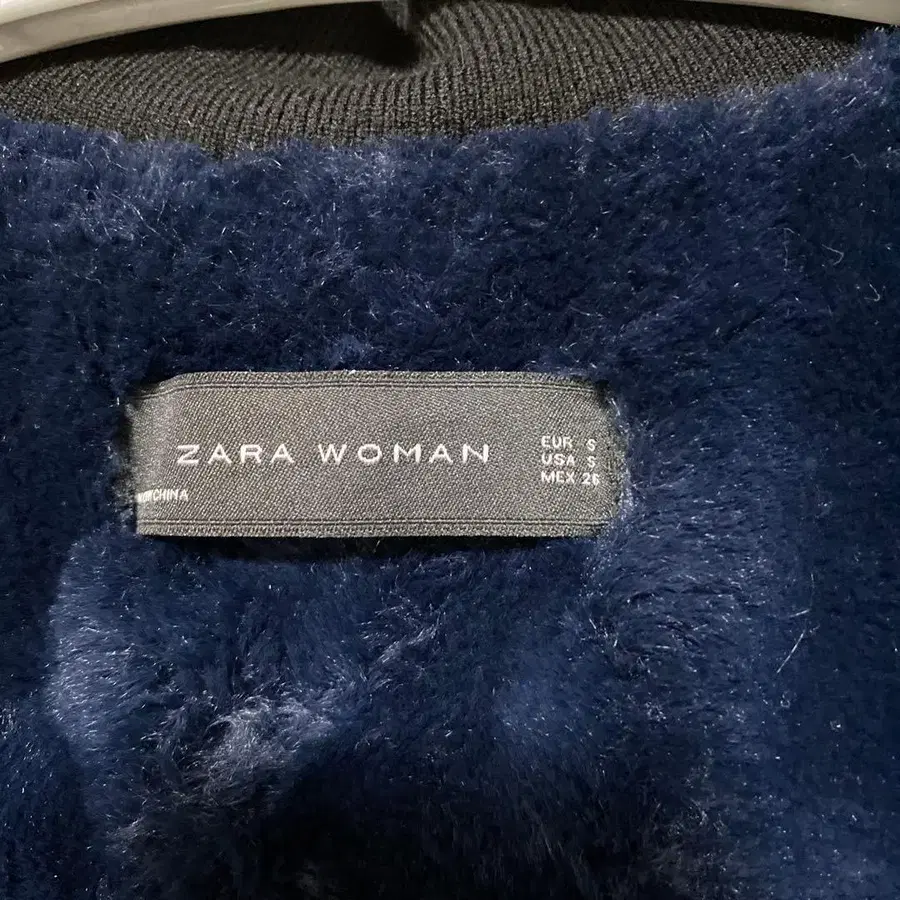 ZARA WOMAN
EUR S
USA S
MEX 26
CHINA